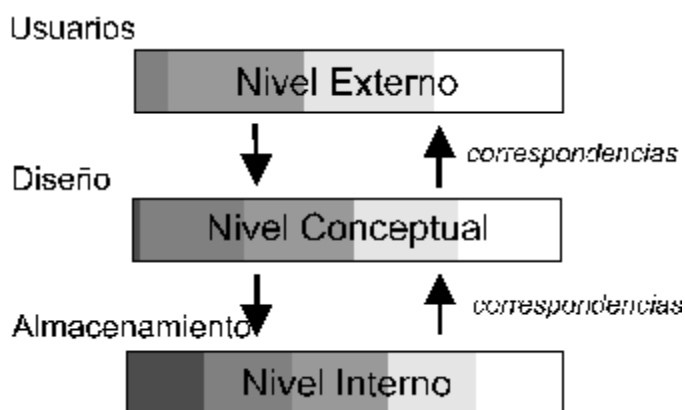 Usuarios
Nivel Externo
correspondencias
Diseño
Nivel Conceptual
correspondencias
Almacenamiento
Nivel Interno